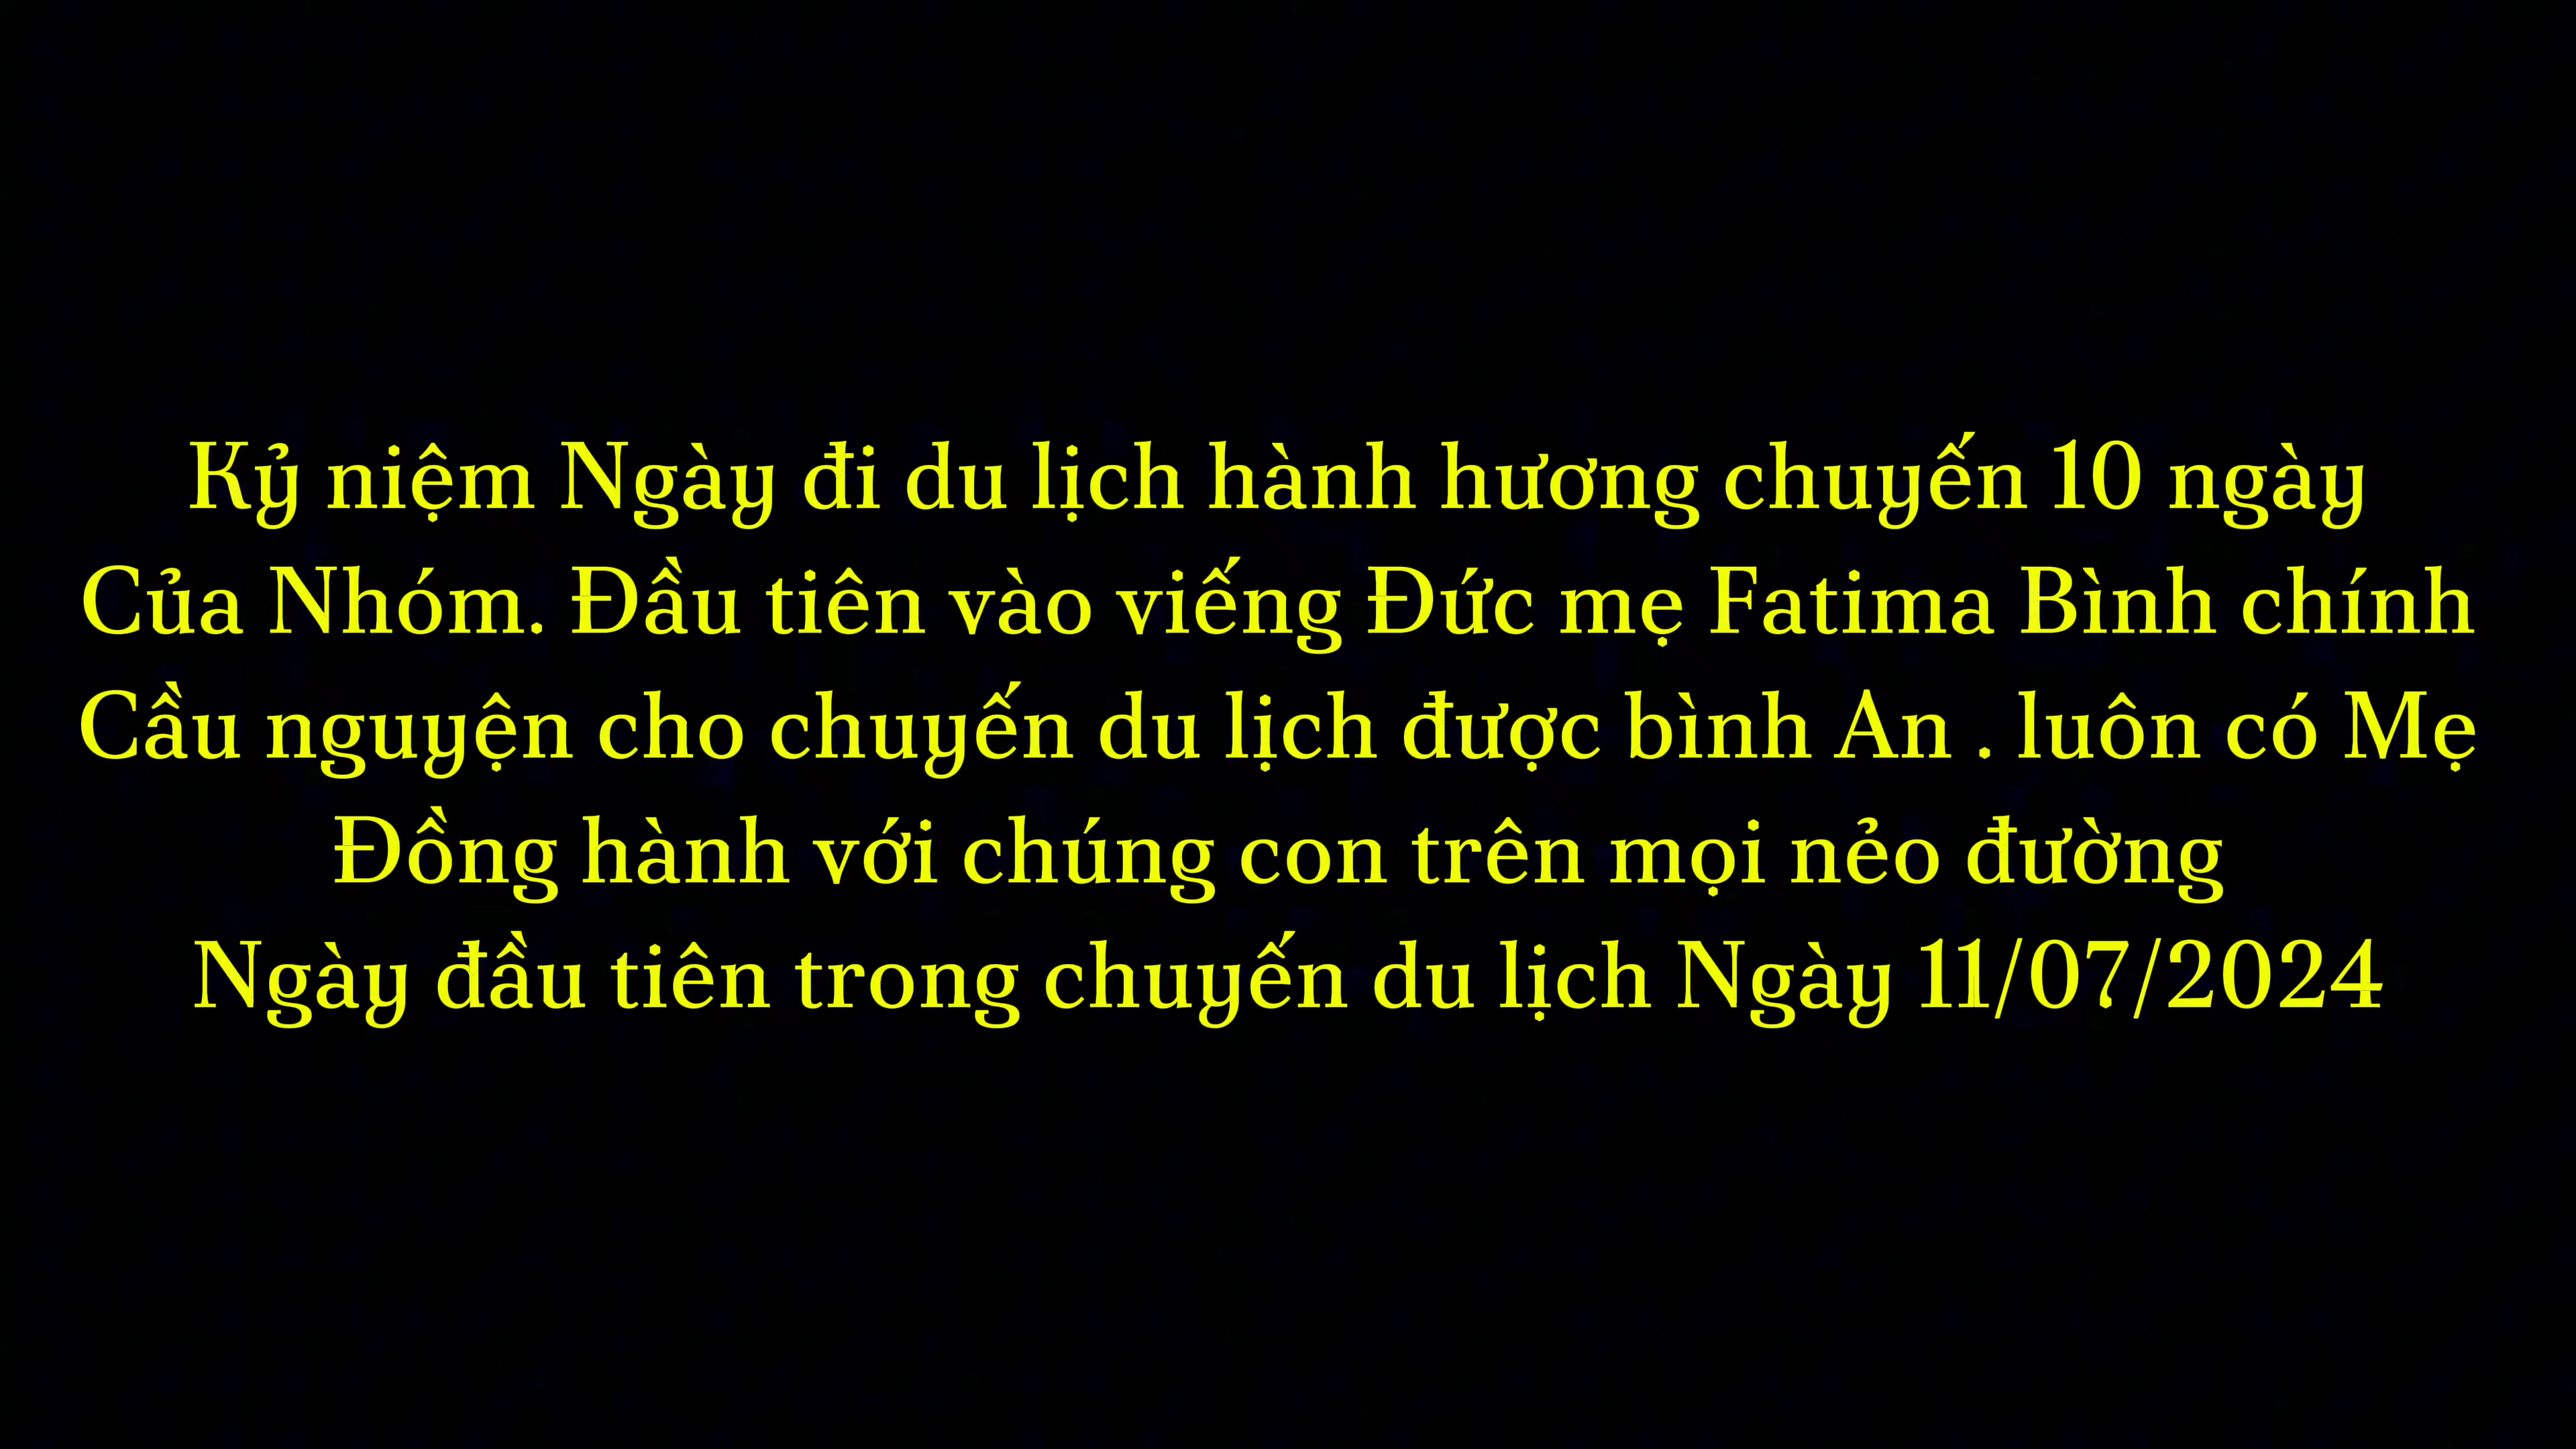 Kỷ niệm Ngày đi du lịch hành hương chuyến 10 ngày
Của Nhóm. Đầu tiên vào viếng Đức mẹ Fatima Bình chính
Cầu nguyện cho chuyến du lịch được bình An . luôn có Mẹ
Đồng hành với chúng con trên mọi nẻo đường
Ngày đầu tiên trong chuyến du lịch Ngày 11/07/2024